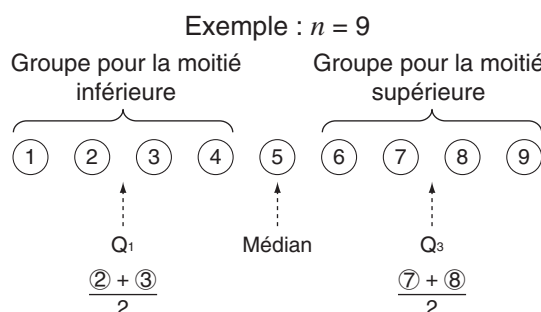 Exemple : n = 9
Groupe pour la moitié
inférieure
Groupe pour la moitié
supérieure
① ② ③ ④ ⑤ ⑥ ⑦ ⑧ ⑨
Q₁ Médian Q₃
② + ③
2
⑦ + ⑧
2